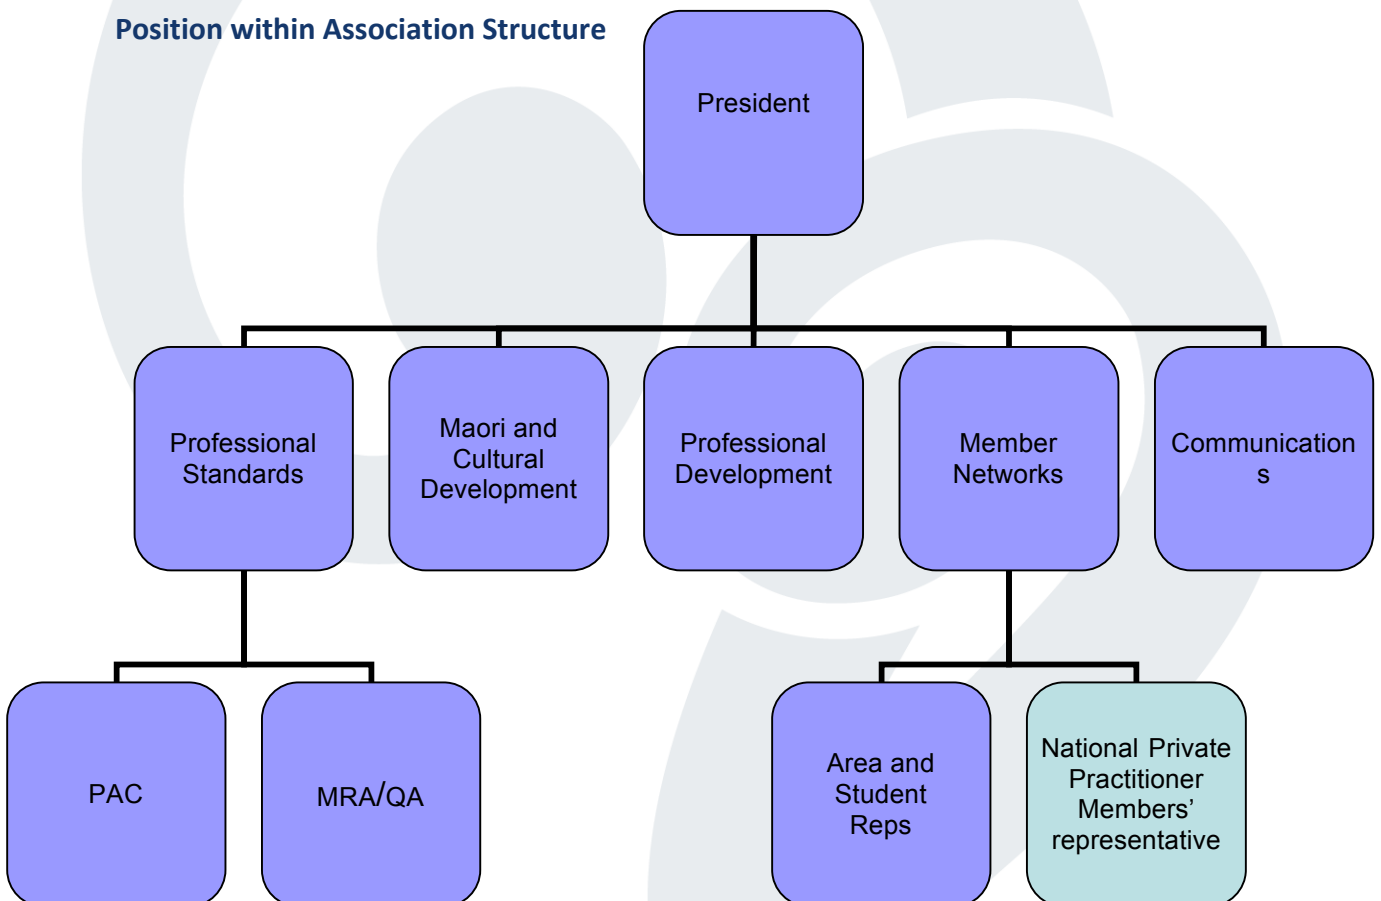 Position within Association Structure
President
Professional
Standards
Maori and
Cultural
Development
Professional
Development
Member
Networks
Communication
s
PAC
MRA/QA
Area and
Student
Reps
National Private
Practitioner
Members’
representative